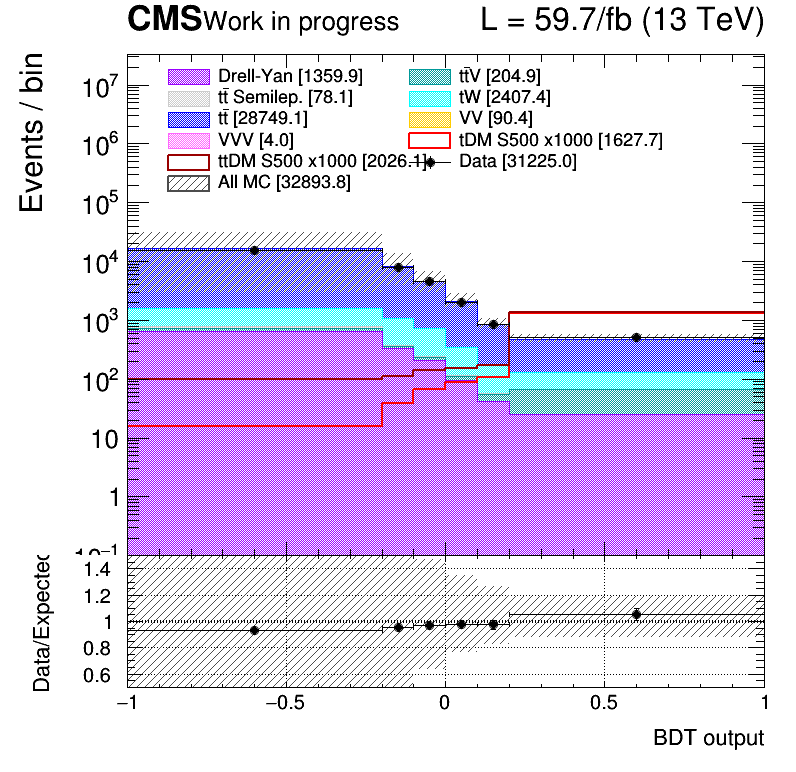 CMS Work in progress L = 59.7/fb (13 TeV)
Events / bin
Drell-Yan [1359.9] tt̄V [204.9]
tt̄ Semilep. [78.1] tW [2407.4]
tt̄ [28749.1] VV [90.4]
VVV [4.0] tDM S500 x1000 [1627.7]
ttDM S500 x1000 [2026.1] Data [31225.0]
All MC [32893.8]
10⁷
10⁶
10⁵
10⁴
10³
10²
10
1
10⁻¹
Data/Expected
1.4
1.2
1
0.8
0.6
−1 −0.5 0 0.5 1
BDT output